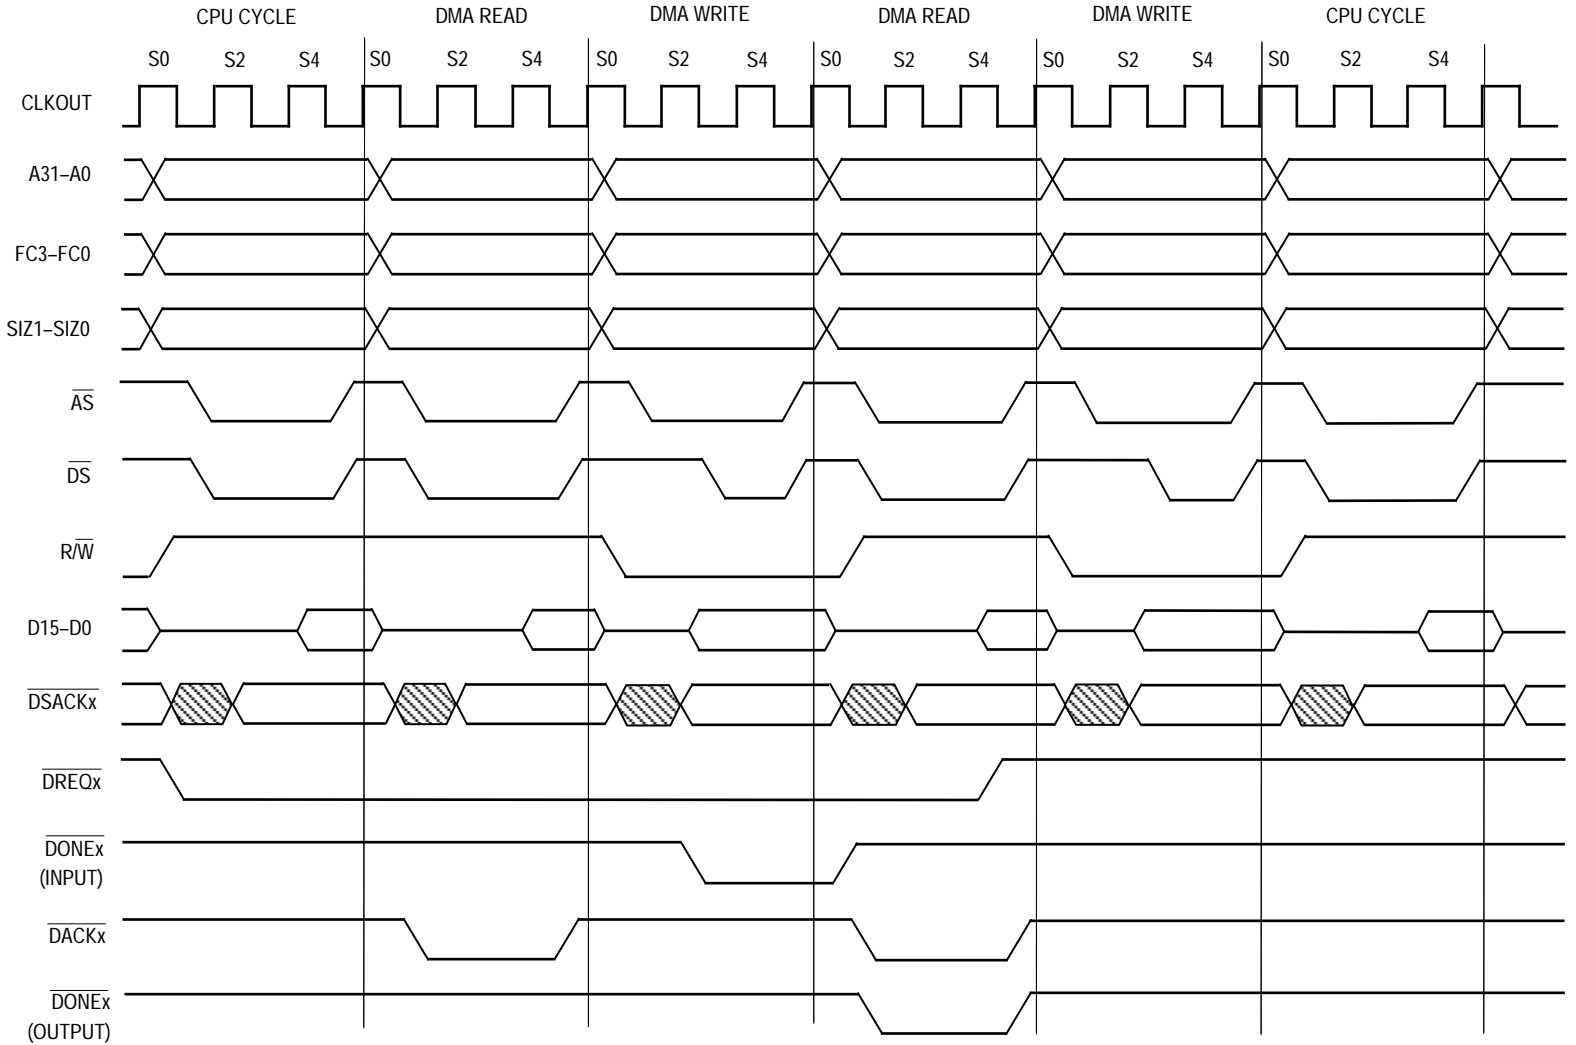 CPU CYCLE DMA READ DMA WRITE DMA READ DMA WRITE CPU CYCLE
S0 S2 S4 S0 S2 S4 S0 S2 S4 S0 S2 S4 S0 S2 S4 S0 S2 S4
CLKOUT
A31–A0
FC3–FC0
SIZ1–SIZ0
AS
DS
R/W
D15–D0
DSACKx
DREQx
DONEx
(INPUT)
DACKx
DONEx
(OUTPUT)